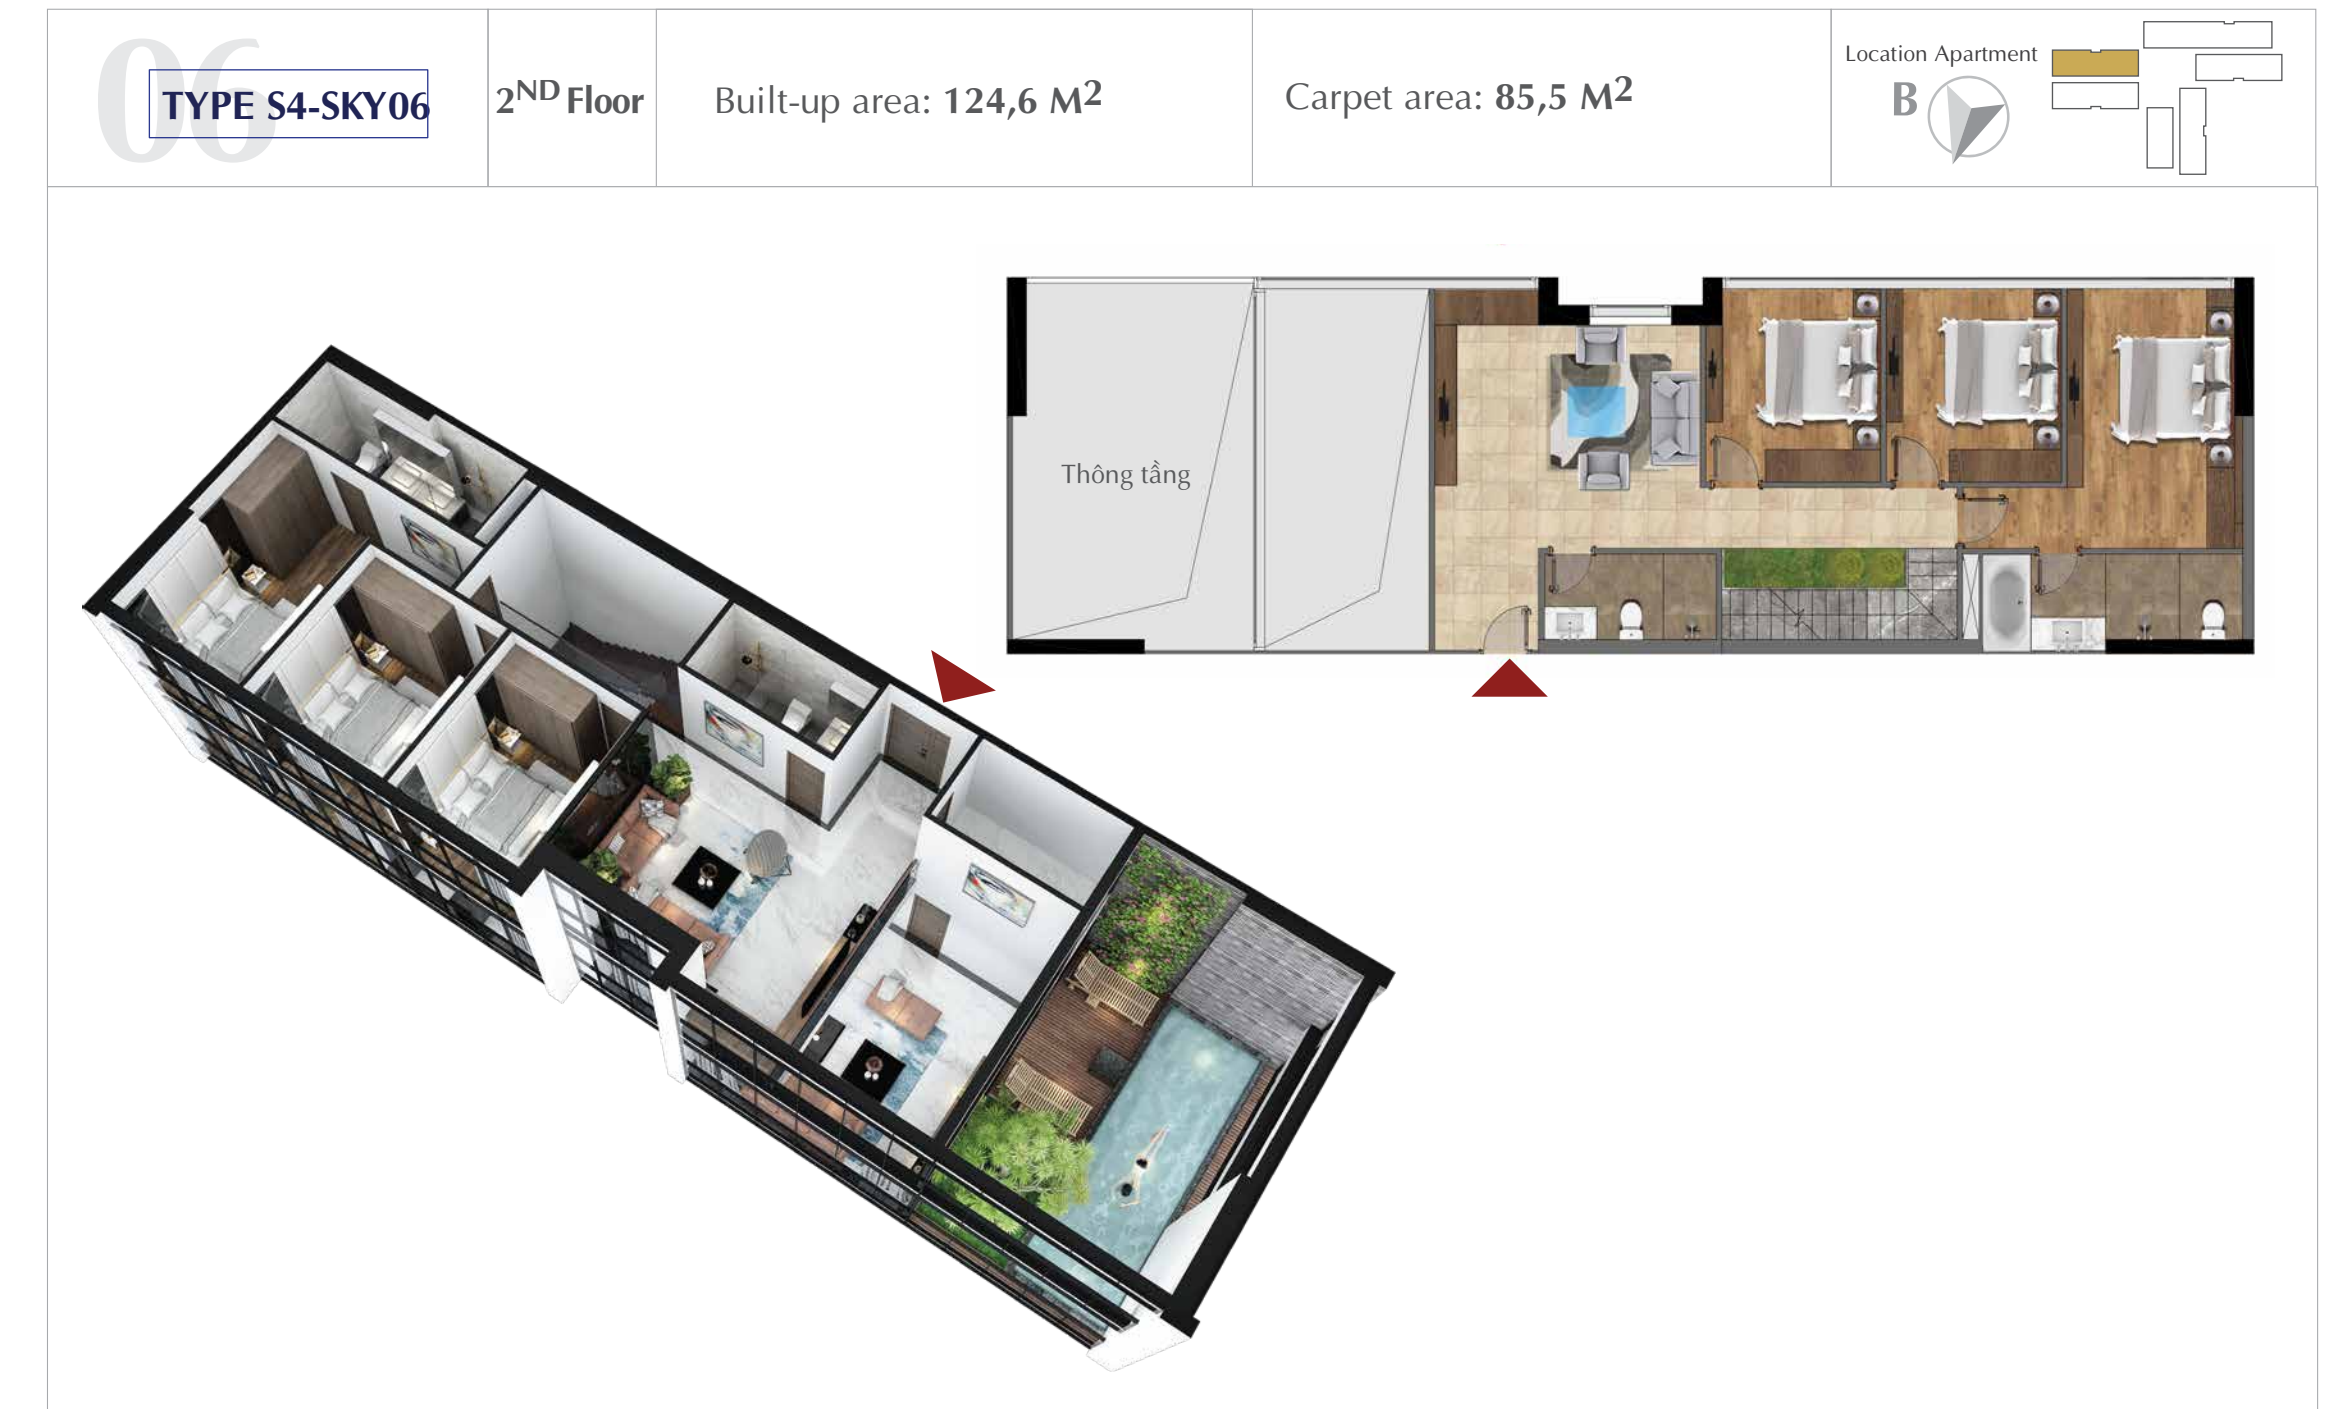 06
TYPE S4-SKY06
2ND Floor
Built-up area: 124,6 M2
Carpet area: 85,5 M2
Location Apartment
B
Thông tầng